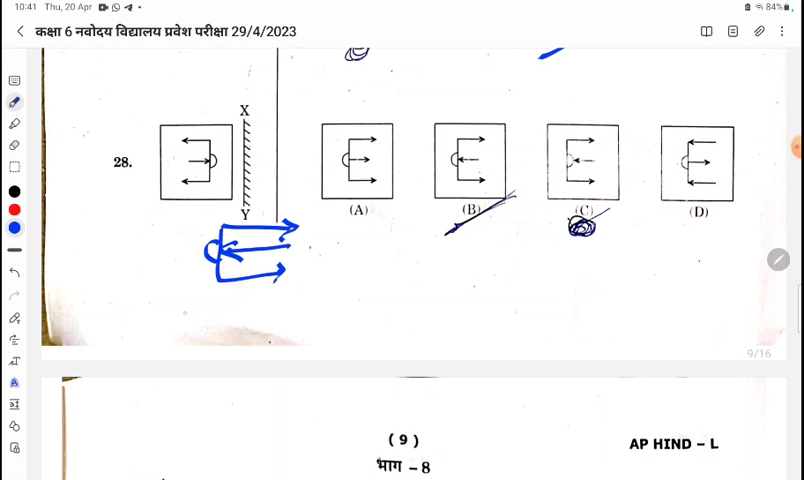 10:41 Thu, 20 Apr
84%
कक्षा 6 नवोदय विद्यालय प्रवेश परीक्षा 29/4/2023
X
28.
Y
(A)
(B)
(C)
(D)
9/16
( 9 )
AP HIND – L
भाग – 8